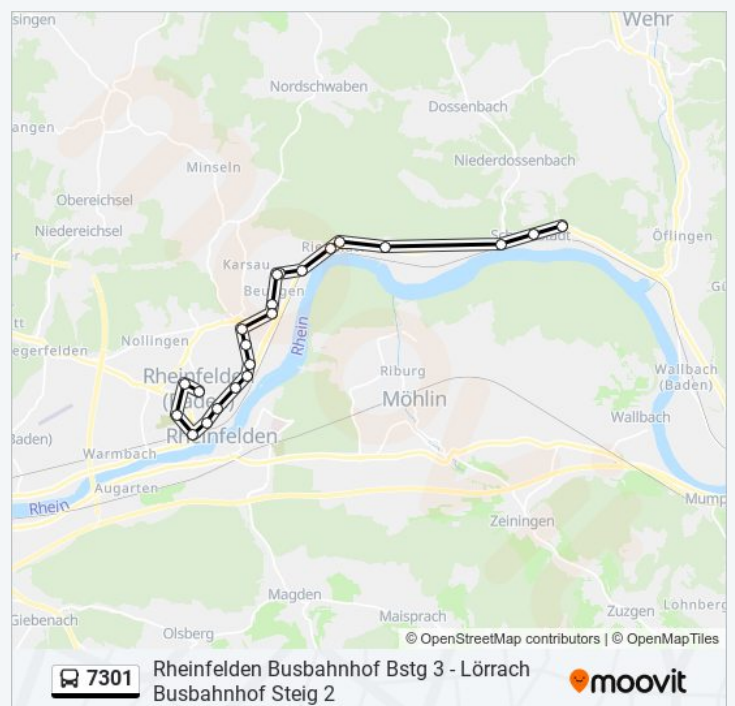 singen
Wehr
Nordschwaben
Dossenbach
angen
Minseln
Niederdossenbach
Obereichsel
Niedereichsel
Öflingen
Karsau
Nollingen
egerfelden
Rhein
Rheinfelden
(Baden)
Riburg
Möhlin
Wallbach
(Baden)
Rheinfelden
Wallbach
Baden)
Warmbach
Augarten
Rhein
Mump
Zeiningen
Magden
Maisprach
Zuzgen
Lohnberg
Giebenach
Olsberg
© OpenStreetMap contributors | © OpenMapTiles
7301
Rheinfelden Busbahnhof Bstg 3 - Lörrach
Busbahnhof Steig 2
moovit